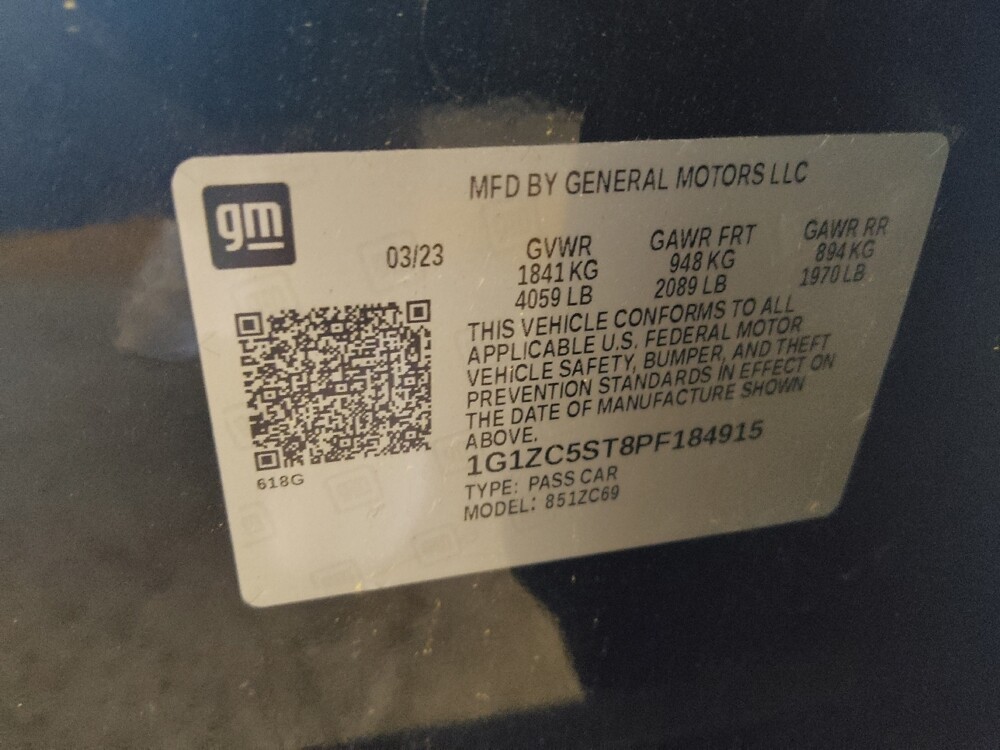 gm
MFD BY GENERAL MOTORS LLC
03/23
GVWR
1841 KG
4059 LB
GAWR FRT
948 KG
2089 LB
GAWR RR
894 KG
1970 LB
THIS VEHICLE CONFORMS TO ALL
APPLICABLE U.S. FEDERAL MOTOR
VEHICLE SAFETY, BUMPER, AND THEFT
PREVENTION STANDARDS IN EFFECT ON
THE DATE OF MANUFACTURE SHOWN
ABOVE.
1G1ZC5ST8PF184915
TYPE: PASS CAR
MODEL: 851ZC69
618G